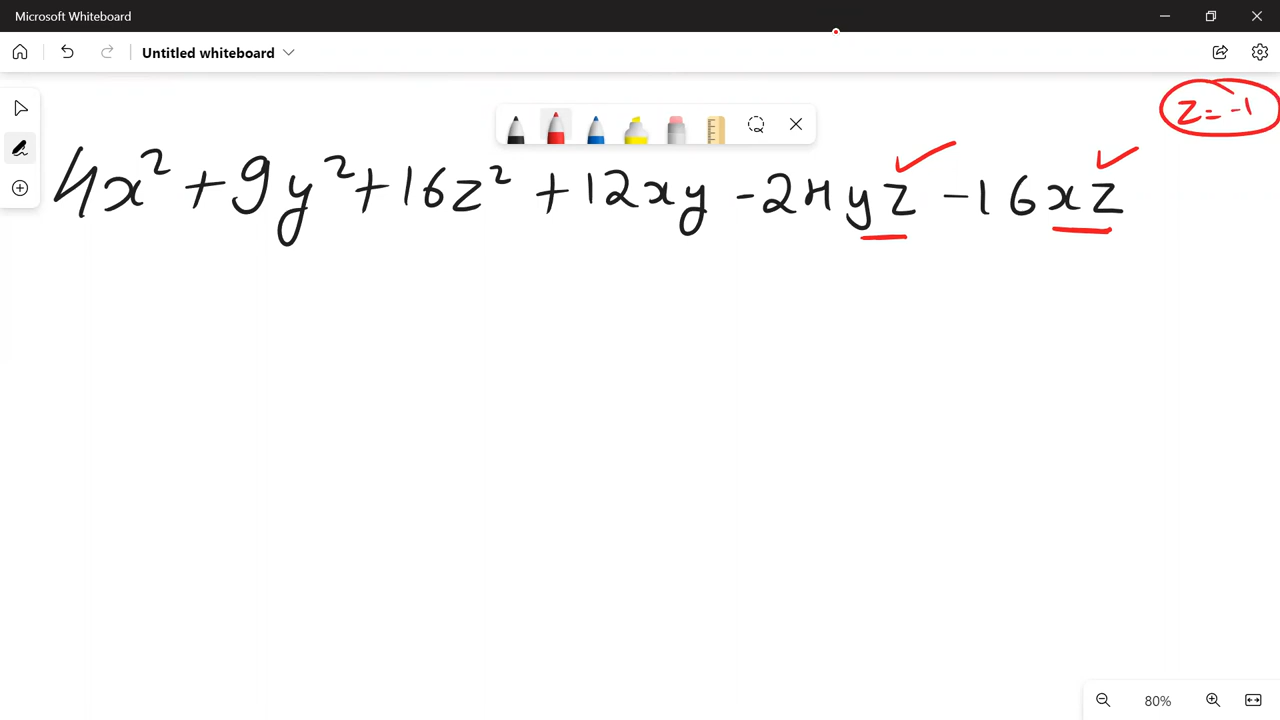 Microsoft Whiteboard
Untitled whiteboard
z = -1
4x² + 9y² + 16z² + 12xy - 24yz - 16xz
80%